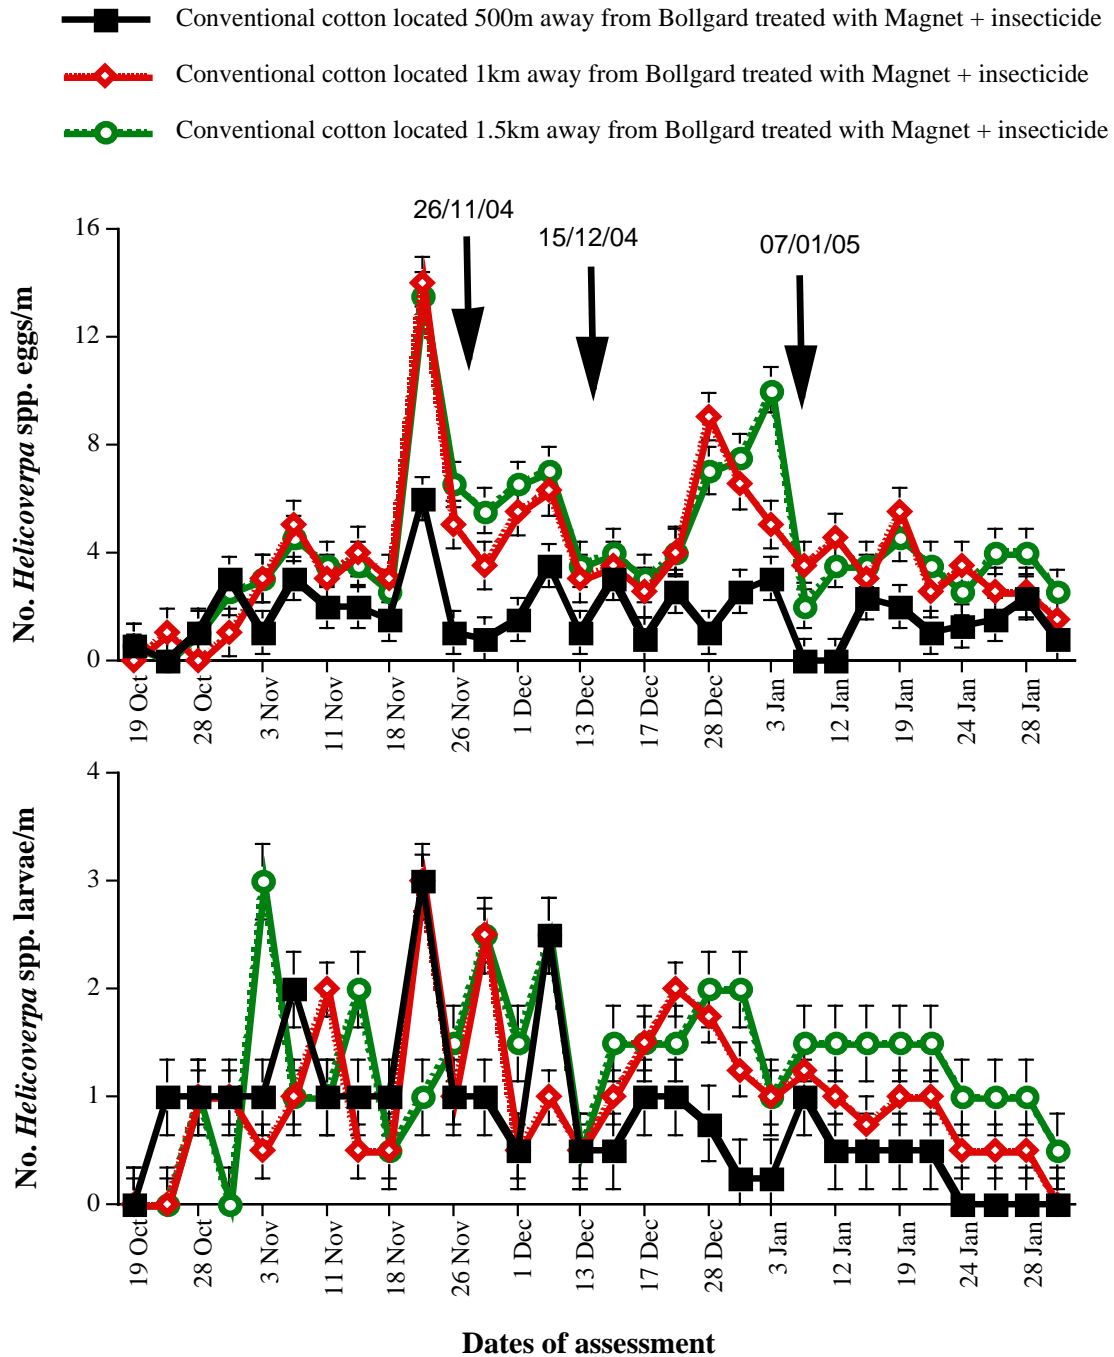 Conventional cotton located 500m away from Bollgard treated with Magnet + insecticide
Conventional cotton located 1km away from Bollgard treated with Magnet + insecticide
Conventional cotton located 1.5km away from Bollgard treated with Magnet + insecticide
26/11/04
15/12/04
07/01/05
No. Helicoverpa spp. eggs/m
16
12
8
4
0
19 Oct
28 Oct
3 Nov
11 Nov
18 Nov
26 Nov
1 Dec
13 Dec
17 Dec
28 Dec
3 Jan
12 Jan
19 Jan
24 Jan
28 Jan
No. Helicoverpa spp. larvae/m
4
3
2
1
0
19 Oct
28 Oct
3 Nov
11 Nov
18 Nov
26 Nov
1 Dec
13 Dec
17 Dec
28 Dec
3 Jan
12 Jan
19 Jan
24 Jan
28 Jan
Dates of assessment